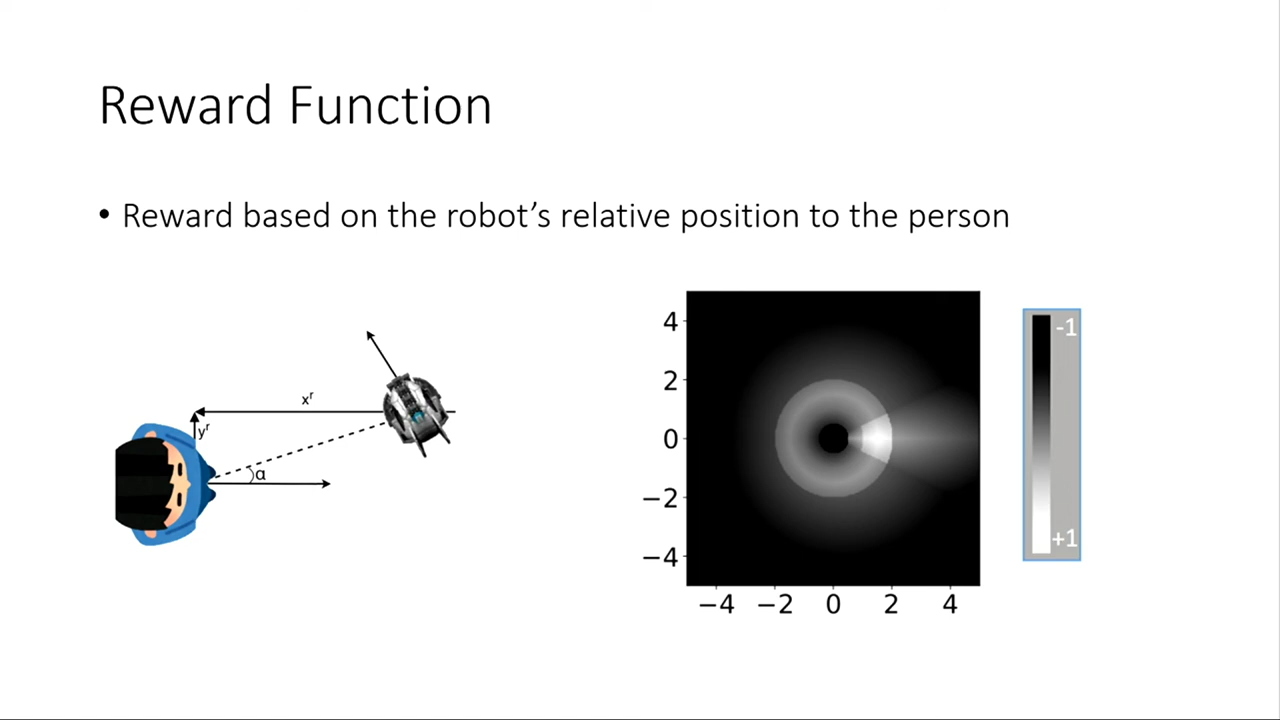 Reward Function
• Reward based on the robot's relative position to the person
xʳ
yʳ
α
4
2
0
−2
−4
−4 −2 0 2 4
-1
+1